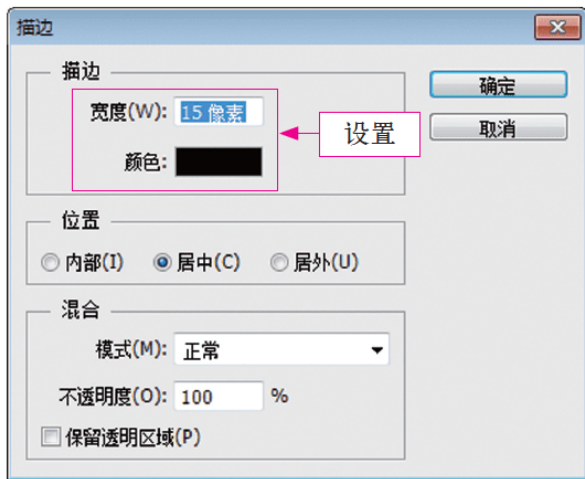 描边
描边
宽度(W): 15 像素
确定
设置
取消
颜色:
位置
内部(I) 居中(C) 居外(U)
混合
模式(M): 正常
不透明度(O): 100 %
保留透明区域(P)